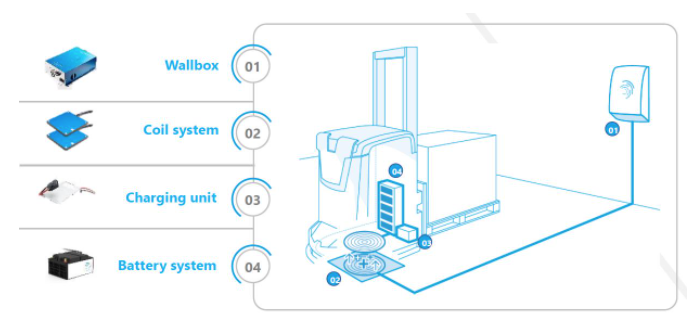 Wallbox 01
Coil system 02
Charging unit 03
Battery system 04
01
04
03
02